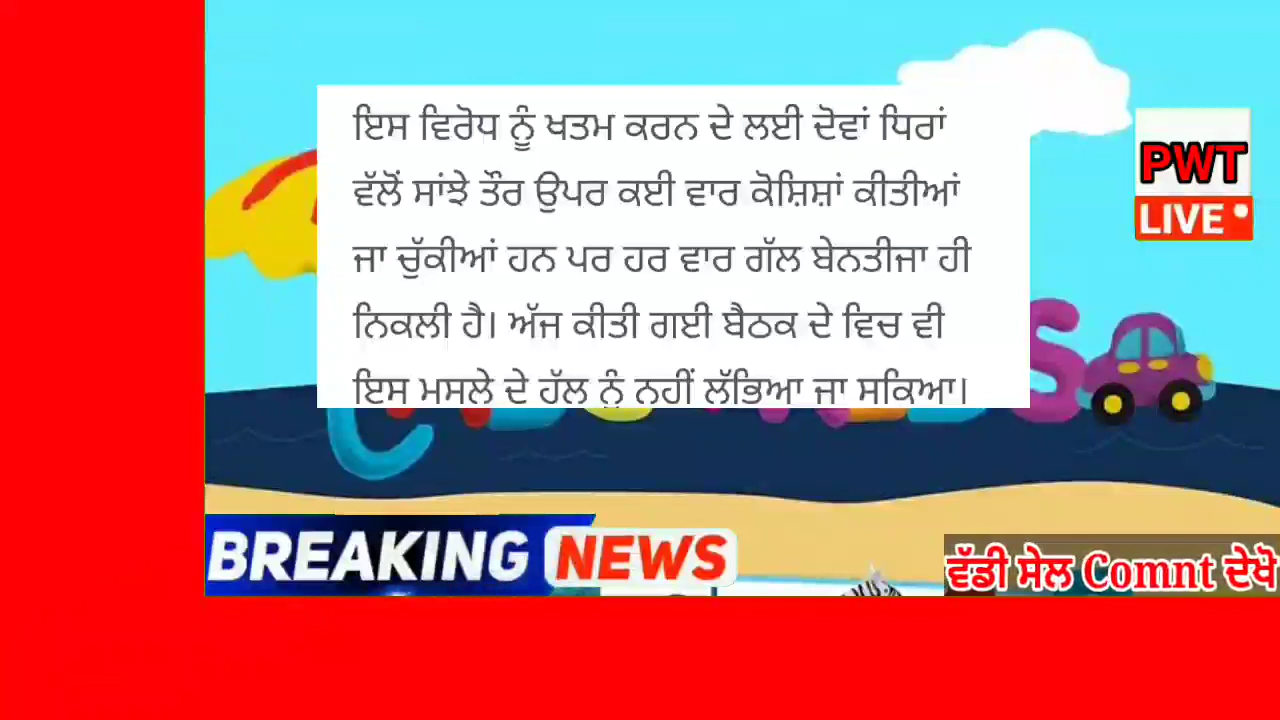 ਇਸ ਵਿਰੋਧ ਨੂੰ ਖਤਮ ਕਰਨ ਦੇ ਲਈ ਦੋਵਾਂ ਧਿਰਾਂ
ਵੱਲੋਂ ਸਾਂਝੇ ਤੌਰ ਉਪਰ ਕਈ ਵਾਰ ਕੋਸ਼ਿਸ਼ਾਂ ਕੀਤੀਆਂ
ਜਾ ਚੁੱਕੀਆਂ ਹਨ ਪਰ ਹਰ ਵਾਰ ਗੱਲ ਬੇਨਤੀਜਾ ਹੀ
ਨਿਕਲੀ ਹੈ। ਅੱਜ ਕੀਤੀ ਗਈ ਬੈਠਕ ਦੇ ਵਿਚ ਵੀ
ਇਸ ਮਸਲੇ ਦੇ ਹੱਲ ਨੂੰ ਨਹੀਂ ਲੱਭਿਆ ਜਾ ਸਕਿਆ।
PWT
LIVE
BREAKING NEWS
ਵੱਡੀ ਸੇਲ Comnt ਦੇਖੋ